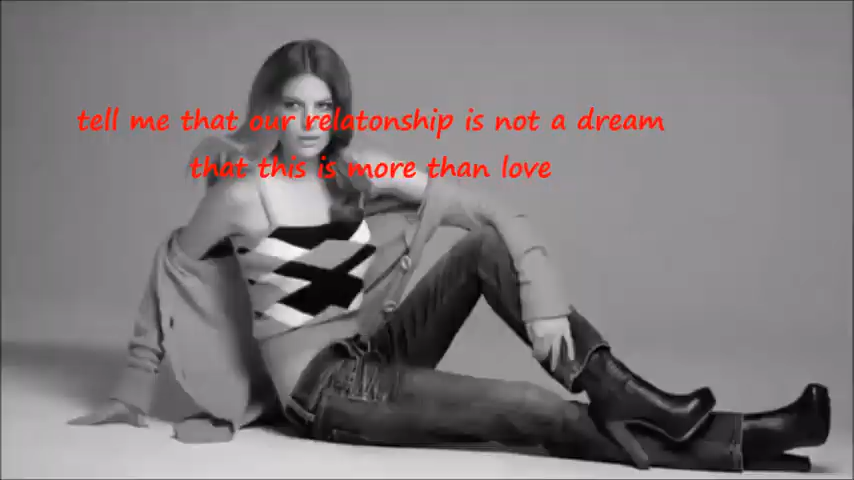 tell me that our relatonship is not a dream
that this is more than love